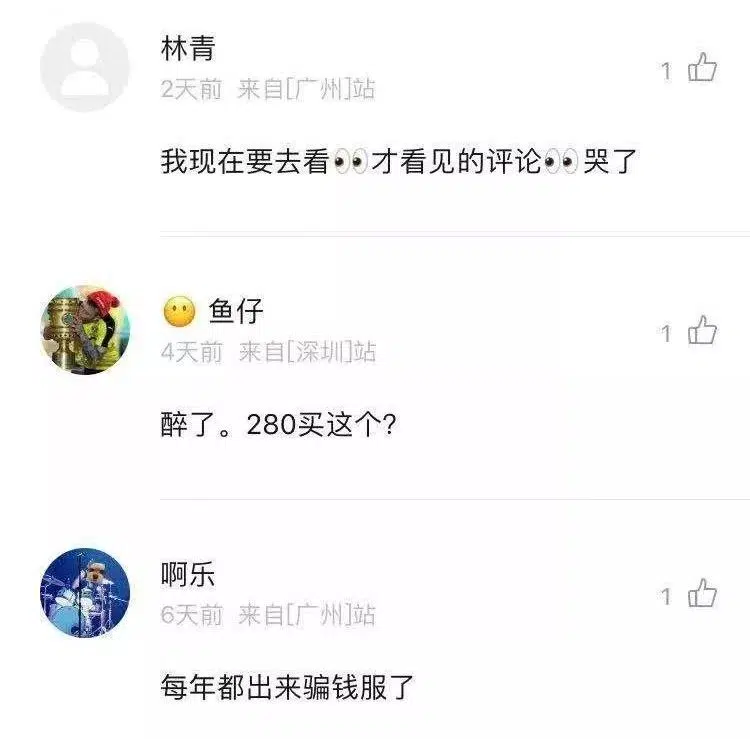 林青
1
2天前 来自[广州]站
我现在要去看👀才看见的评论👀哭了
😶 鱼仔
1
4天前 来自[深圳]站
醉了。280买这个?
啊乐
1
6天前 来自[广州]站
每年都出来骗钱服了